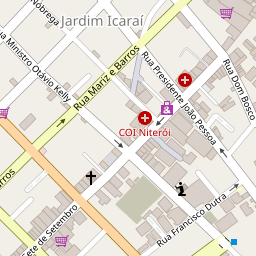 Jardim Icaraí
Nóbrega
Rua Ministro Otávio Kelly
Rua Mariz e Barros
Rua Presidente João Pessoa
Rua Dom Bosco
COI Niterói
Barros
ete de Setembro
Rua Francisco Dutra